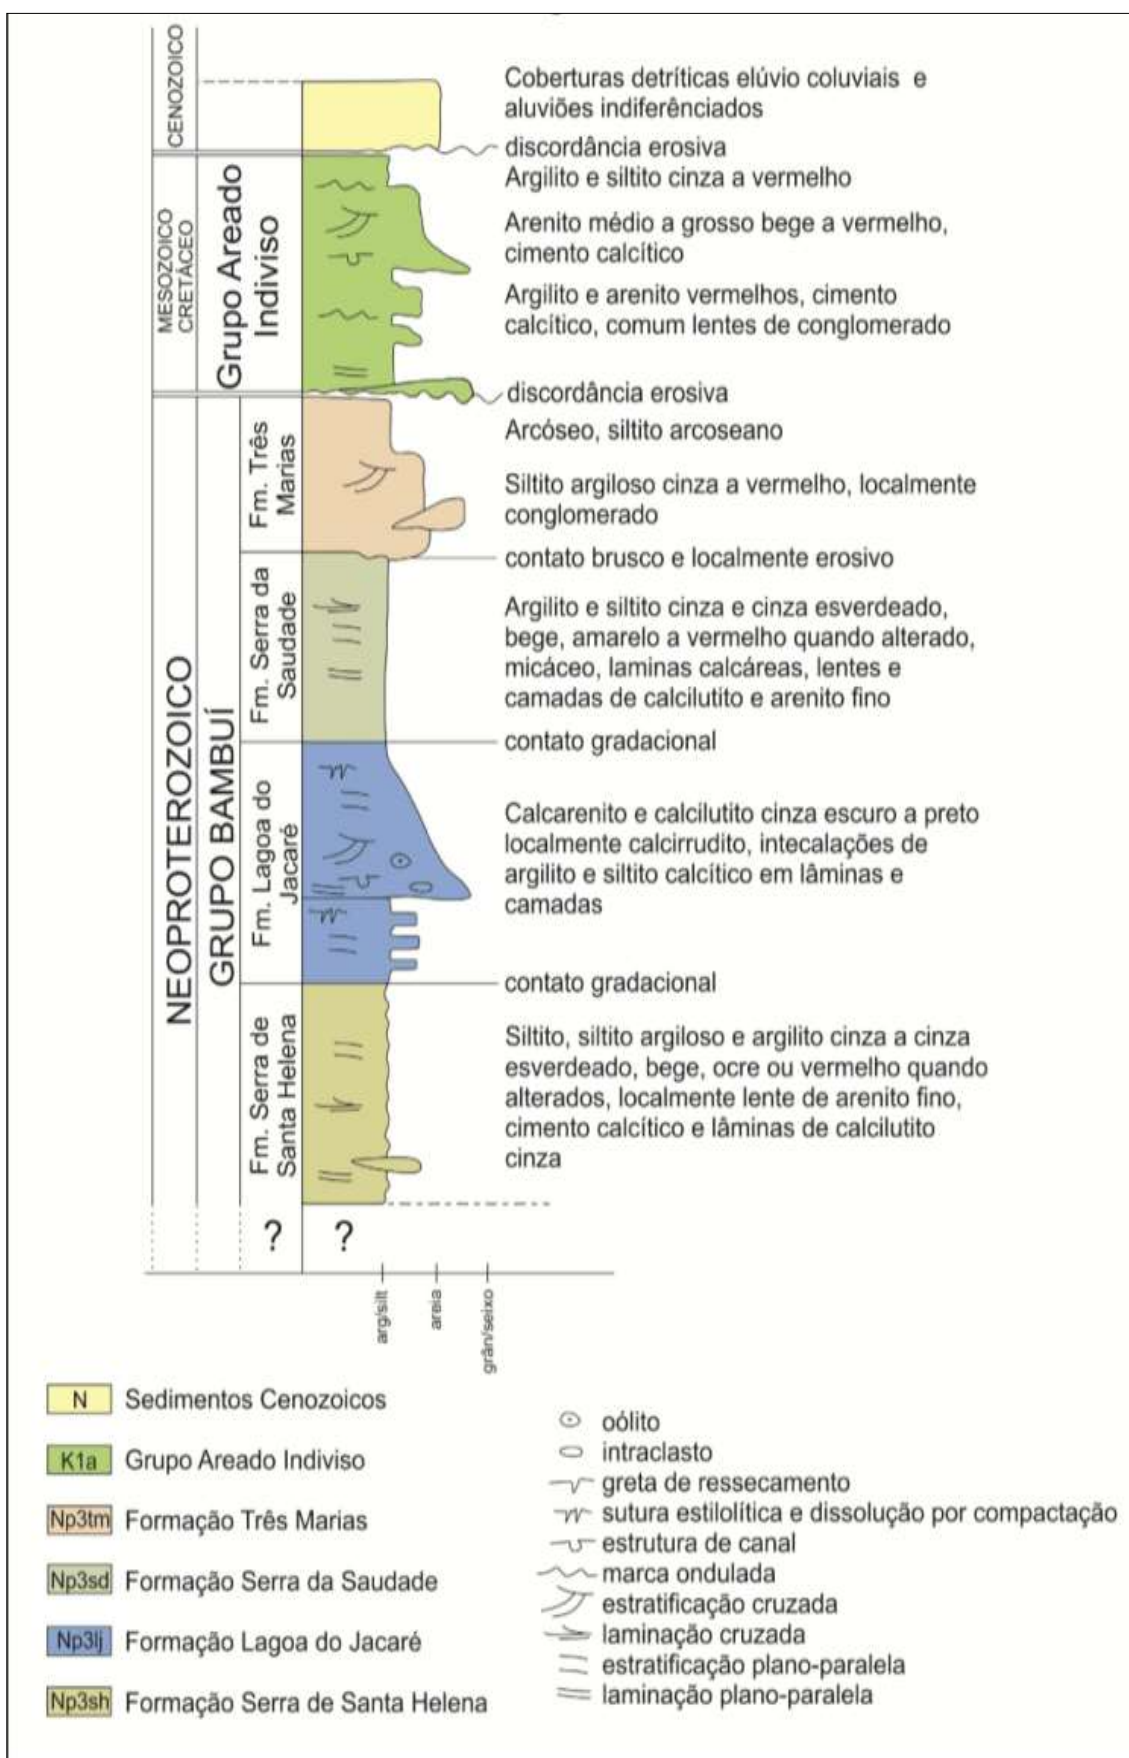 CENOZOICO
Coberturas detríticas elúvio coluviais e
aluviões indiferênciados
discordância erosiva
MESOZOICO
CRETÁCEO
Grupo Areado
Indiviso
Argilito e siltito cinza a vermelho
Arenito médio a grosso bege a vermelho,
cimento calcítico
Argilito e arenito vermelhos, cimento
calcítico, comum lentes de conglomerado
discordância erosiva
NEOPROTEROZOICO
GRUPO BAMBUÍ
Fm. Três
Marias
Arcóseo, siltito arcoseano
Siltito argiloso cinza a vermelho, localmente
conglomerado
contato brusco e localmente erosivo
Fm. Serra da
Saudade
Argilito e siltito cinza e cinza esverdeado,
bege, amarelo a vermelho quando alterado,
micáceo, laminas calcáreas, lentes e
camadas de calcilutito e arenito fino
contato gradacional
Fm. Lagoa do
Jacaré
Calcarenito e calcilutito cinza escuro a preto
localmente calcirrudito, intecalações de
argilito e siltito calcítico em lâminas e
camadas
contato gradacional
Fm. Serra de
Santa Helena
Siltito, siltito argiloso e argilito cinza a cinza
esverdeado, bege, ocre ou vermelho quando
alterados, localmente lente de arenito fino,
cimento calcítico e lâminas de calcilutito
cinza
? ?
arg/silt
areia
grân/seixo
N Sedimentos Cenozoicos
K1a Grupo Areado Indiviso
Np3tm Formação Três Marias
Np3sd Formação Serra da Saudade
Np3lj Formação Lagoa do Jacaré
Np3sh Formação Serra de Santa Helena
oólito
intraclasto
greta de ressecamento
sutura estilolítica e dissolução por compactação
estrutura de canal
marca ondulada
estratificação cruzada
laminação cruzada
estratificação plano-paralela
laminação plano-paralela